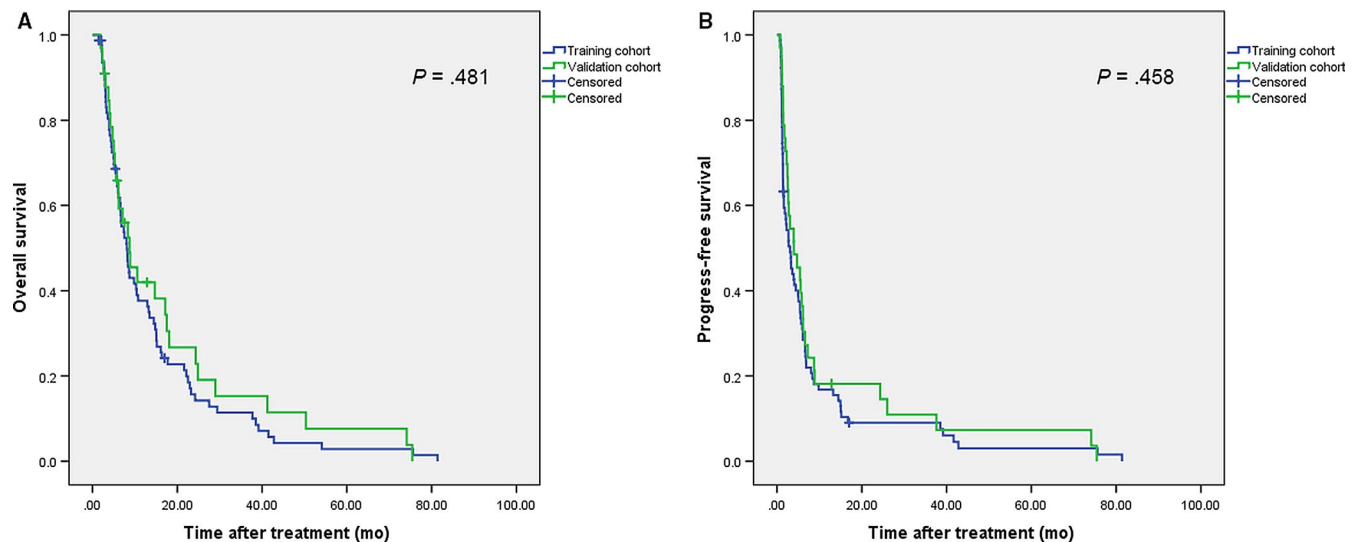 A
Overall survival
1.0
0.8
0.6
0.4
0.2
0.0
P = .481
Training cohort
Validation cohort
Censored
Censored
.00 20.00 40.00 60.00 80.00 100.00
Time after treatment (mo)
B
Progress-free survival
1.0
0.8
0.6
0.4
0.2
0.0
P = .458
Training cohort
Validation cohort
Censored
Censored
.00 20.00 40.00 60.00 80.00 100.00
Time after treatment (mo)